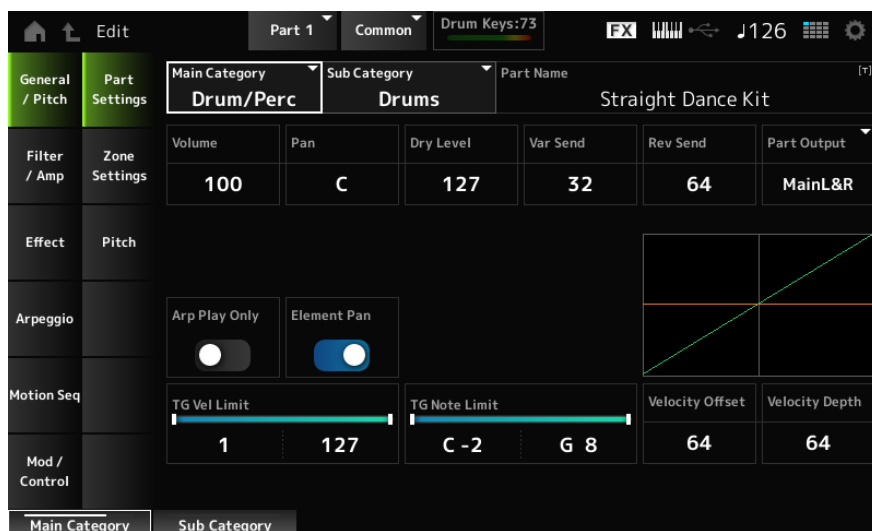 Edit
Part 1
Common
Drum Keys:73
FX
♩126
General
/ Pitch
Part
Settings
Main Category
Drum/Perc
Sub Category
Drums
Part Name
[T]
Straight Dance Kit
Filter
/ Amp
Zone
Settings
Volume
100
Pan
C
Dry Level
127
Var Send
32
Rev Send
64
Part Output
MainL&R
Effect
Pitch
Arpeggio
Arp Play Only
Element Pan
Motion Seq
TG Vel Limit
1
127
TG Note Limit
C -2
G 8
Velocity Offset
64
Velocity Depth
64
Mod /
Control
Main Category
Sub Category